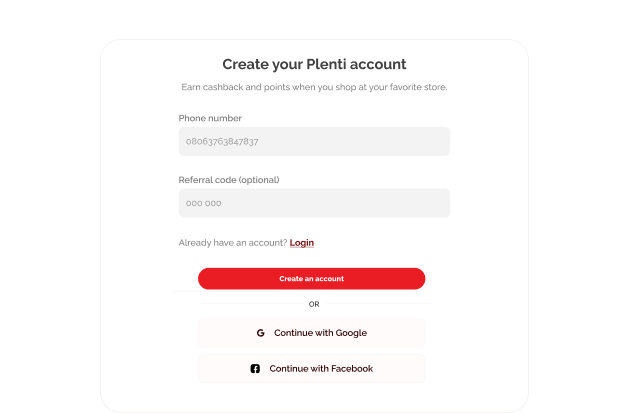 Create your Plenti account
Earn cashback and points when you shop at your favorite store.
Phone number
08063763847837
Referral code (optional)
000 000
Already have an account? Login
Create an account
OR
Continue with Google
Continue with Facebook